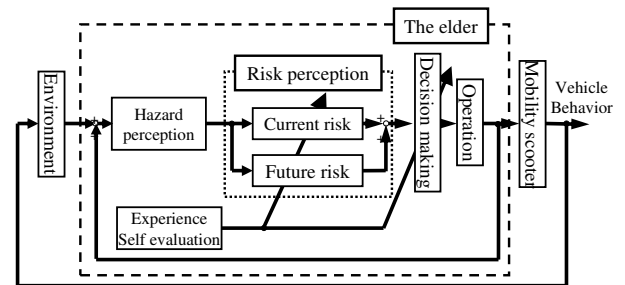 The elder
Risk perception
Environment
Hazard
perception
Current risk
Future risk
Decision making
Operation
Mobility scooter
Vehicle
Behavior
Experience
Self evaluation
+
-
+
+